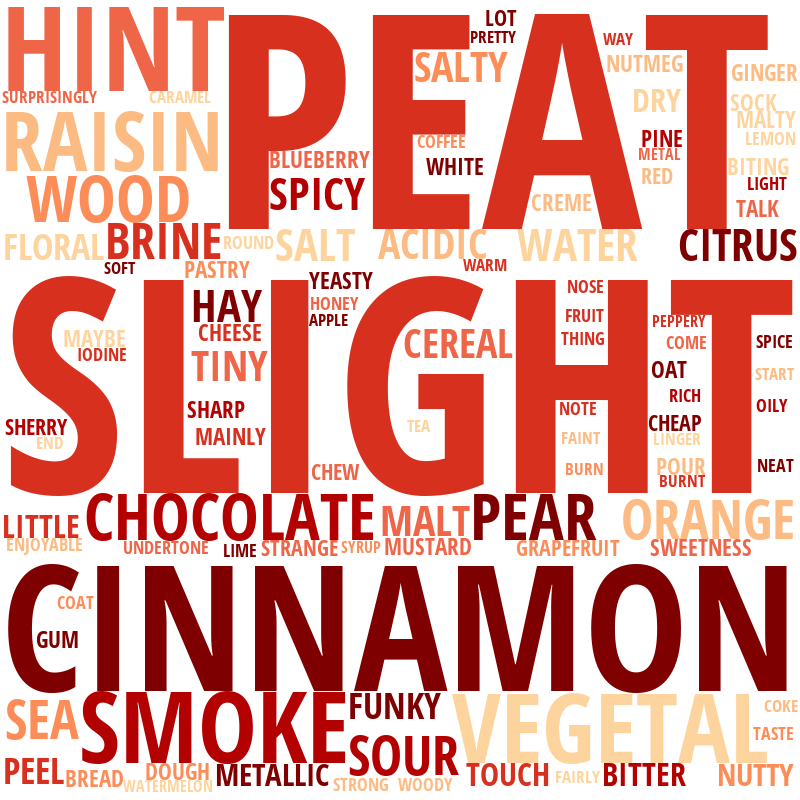 HINT
PEAT
LOT
PRETTY
WAY
SALTY
NUTMEG
GINGER
SURPRISINGLY
CARAMEL
DRY
SOCK
RAISIN
MALTY
COFFEE
PINE
LEMON
BLUEBERRY
WHITE
METAL
BITING
WOOD
SPICY
RED
LIGHT
CREME
TALK
FLORAL
BRINE
ROUND
SALT
ACIDIC
WATER
CITRUS
SOFT
PASTRY
WARM
SLIGHT
YEASTY
NOSE
HAY
HONEY
APPLE
FRUIT
PEPPERY
MAYBE
CHEESE
CEREAL
THING
COME
SPICE
IODINE
TINY
OAT
START
SHARP
NOTE
RICH
OILY
SHERRY
MAINLY
TEA
CHEAP
END
FAINT
LINGER
CHEW
BURN
POUR
NEAT
BURNT
LITTLE
CHOCOLATE
MALT
PEAR
ORANGE
ENJOYABLE
UNDERTONE
LIME
STRANGE
SYRUP
MUSTARD
GRAPEFRUIT
SWEETNESS
CINNAMON
COAT
GUM
SEA
SMOKE
FUNKY
VEGETAL
COKE
SOUR
TASTE
PEEL
BREAD
DOUGH
WATERMELON
METALLIC
STRONG
WOODY
TOUCH
FAIRLY
BITTER
NUTTY